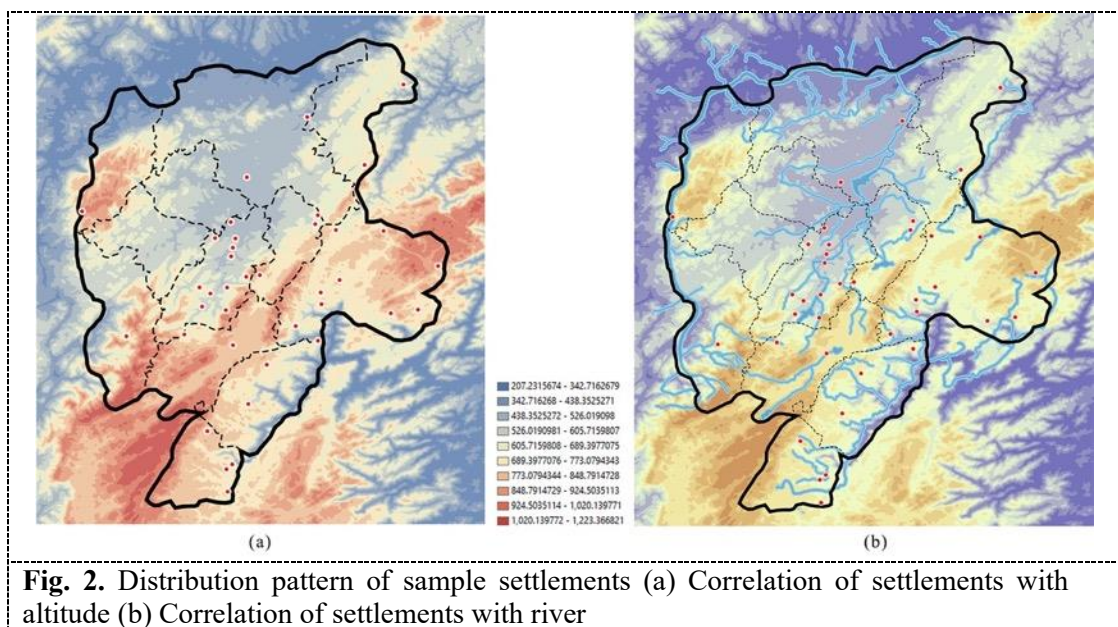 207.2315674 - 342.7162679
342.716268 - 438.3525271
438.3525272 - 526.019098
526.0190981 - 605.7159807
605.7159808 - 689.3977075
689.3977076 - 773.0794343
773.0794344 - 848.7914728
848.7914729 - 924.5035113
924.5035114 - 1,020.139771
1,020.139772 - 1,223.366821
(a)
(b)
Fig. 2. Distribution pattern of sample settlements (a) Correlation of settlements with
altitude (b) Correlation of settlements with river